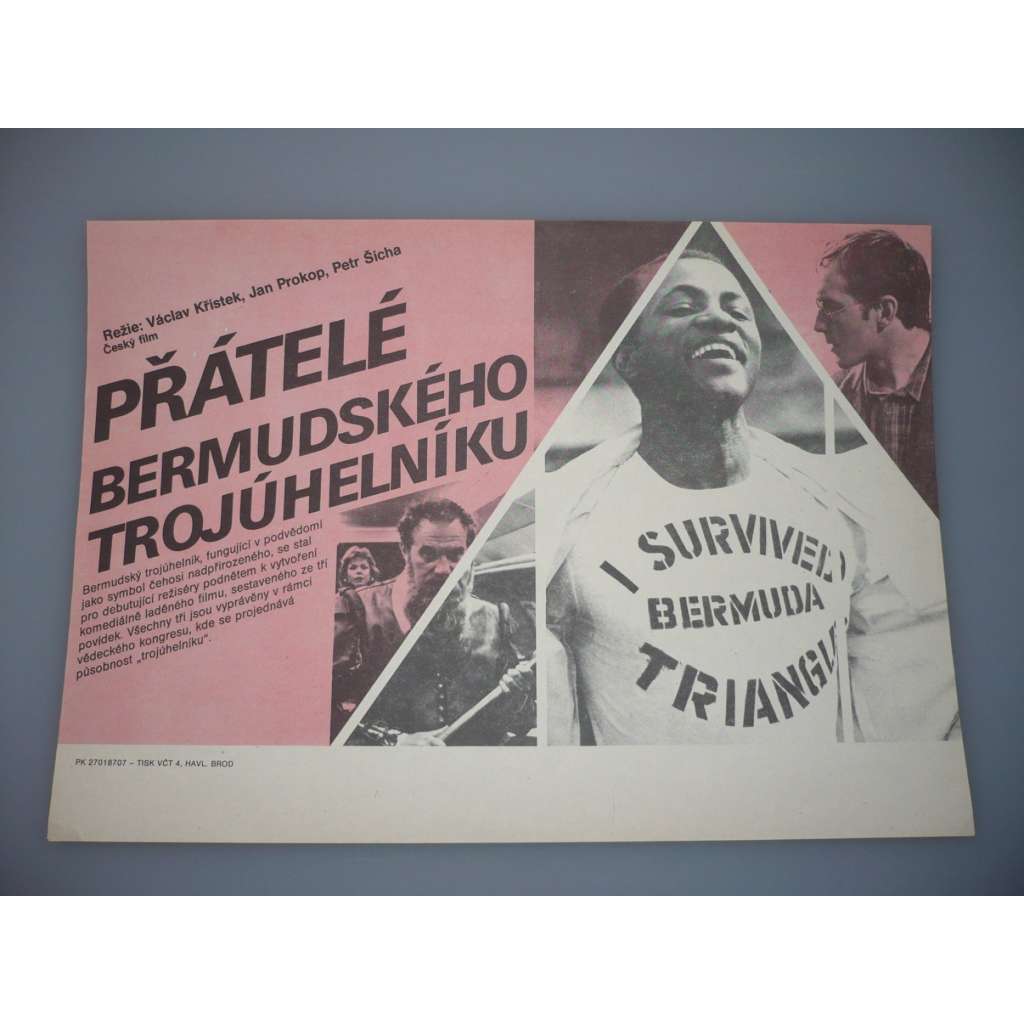 Režie: Václav Křístek, Jan Prokop, Petr Šícha
Český film
PŘÁTELÉ
BERMUDSKÉHO
TROJÚHELNÍKU
Bermudský trojúhelník, fungující v podvědomí
jako symbol čehosi nadpřirozeného, se stal
pro debutující režiséry podnětem k vytvoření
komediálně laděného filmu, sestaveného ze tří
povídek. Všechny tři jsou vyprávěny v rámci
vědeckého kongresu, kde se projednává
působnost „trojúhelníku“.
I SURVIVED
BERMUDA
TRIANGL
PK 27018707 – TISK VČT 4, HAVL. BROD